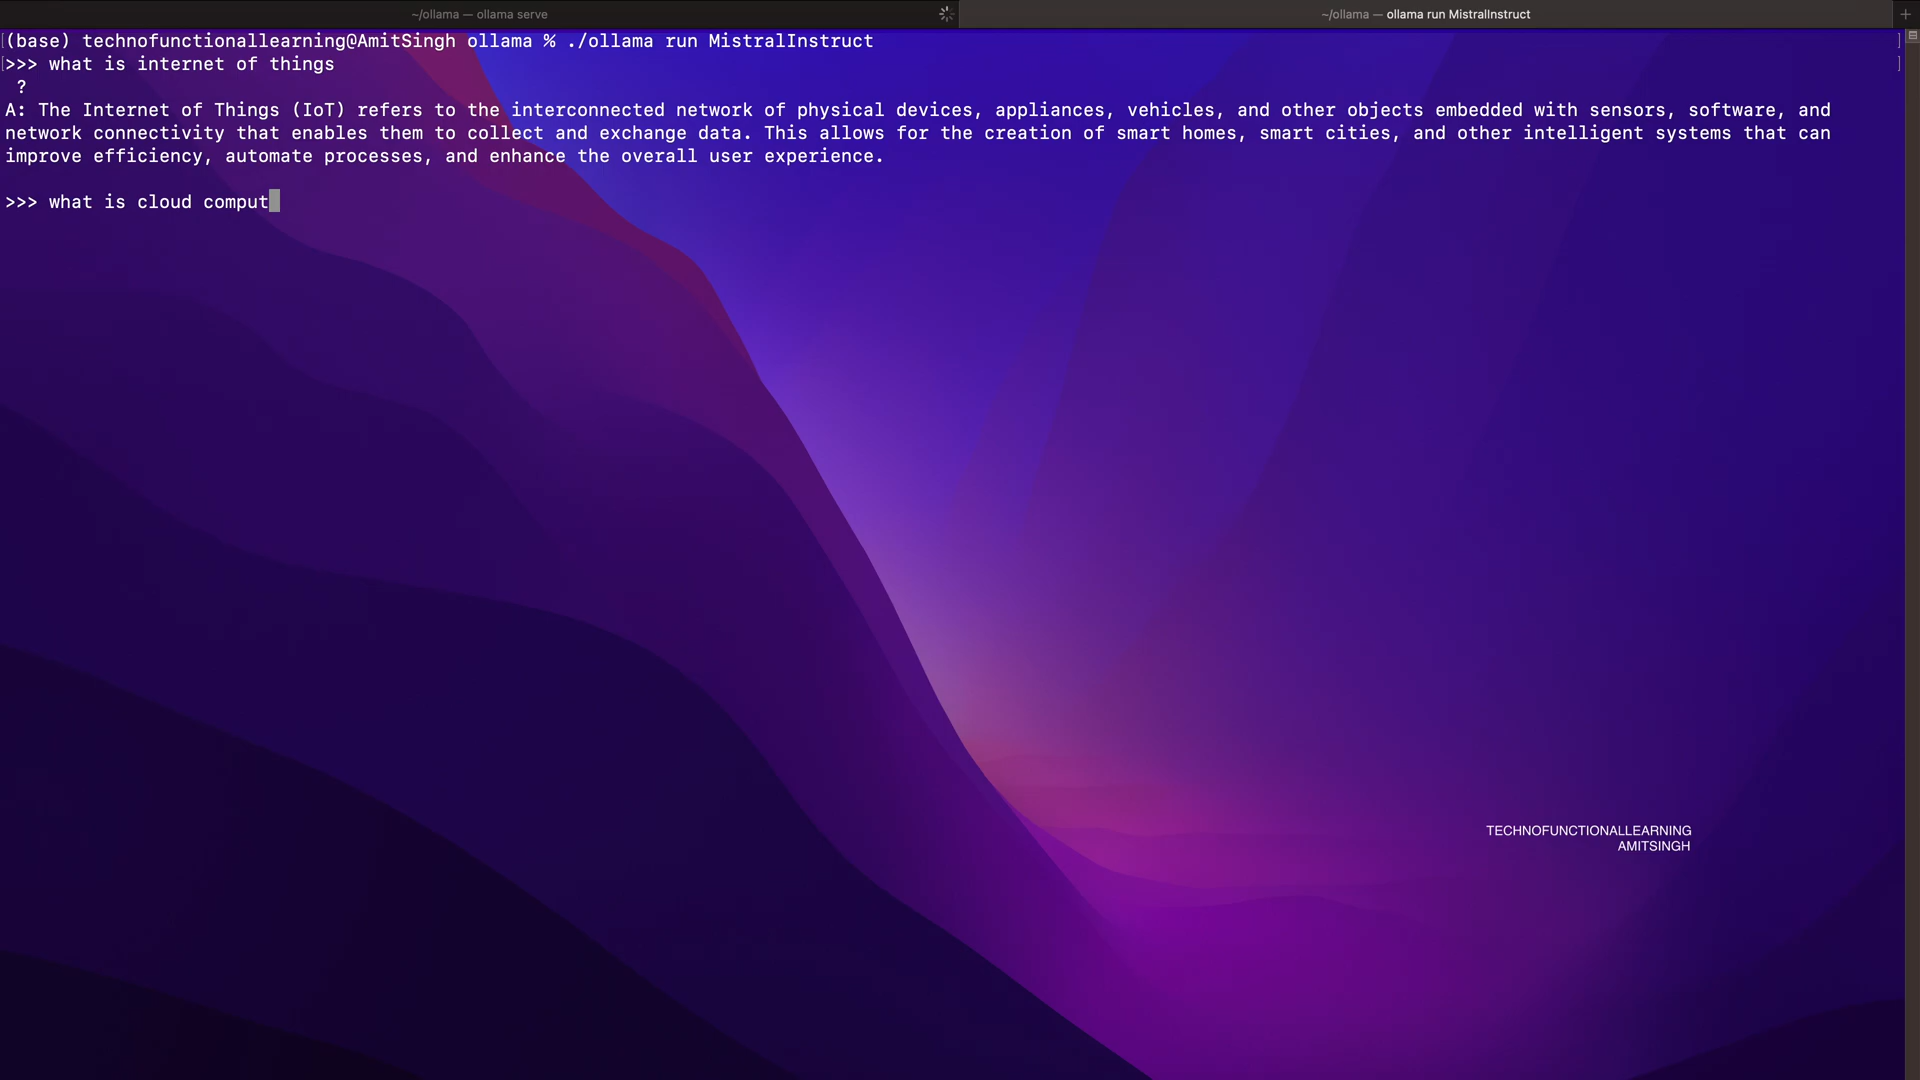 ~/ollama — ollama serve
~/ollama — ollama run MistralInstruct
(base) technofunctionallearning@AmitSingh ollama % ./ollama run MistralInstruct
>>> what is internet of things
?
A: The Internet of Things (IoT) refers to the interconnected network of physical devices, appliances, vehicles, and other objects embedded with sensors, software, and
network connectivity that enables them to collect and exchange data. This allows for the creation of smart homes, smart cities, and other intelligent systems that can
improve efficiency, automate processes, and enhance the overall user experience.
>>> what is cloud comput
TECHNOFUNCTIONALLEARNING
AMITSINGH